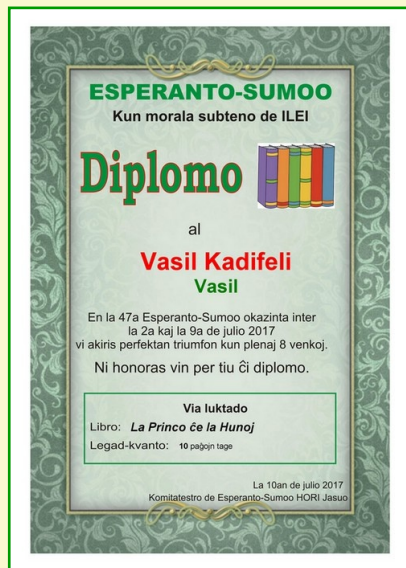 ESPERANTO-SUMOO
Kun morala subteno de ILEI
Diplomo
al
Vasil Kadifeli
Vasil
En la 47a Esperanto-Sumoo okazinta inter
la 2a kaj la 9a de julio 2017
vi akiris perfektan triumfon kun plenaj 8 venkoj.
Ni honoras vin per tiu ĉi diplomo.
Via luktado
Libro: La Princo ĉe la Hunoj
Legad-kvanto: 10 paĝojn tage
La 10an de julio 2017
Komitatestro de Esperanto-Sumoo HORI Jasuo